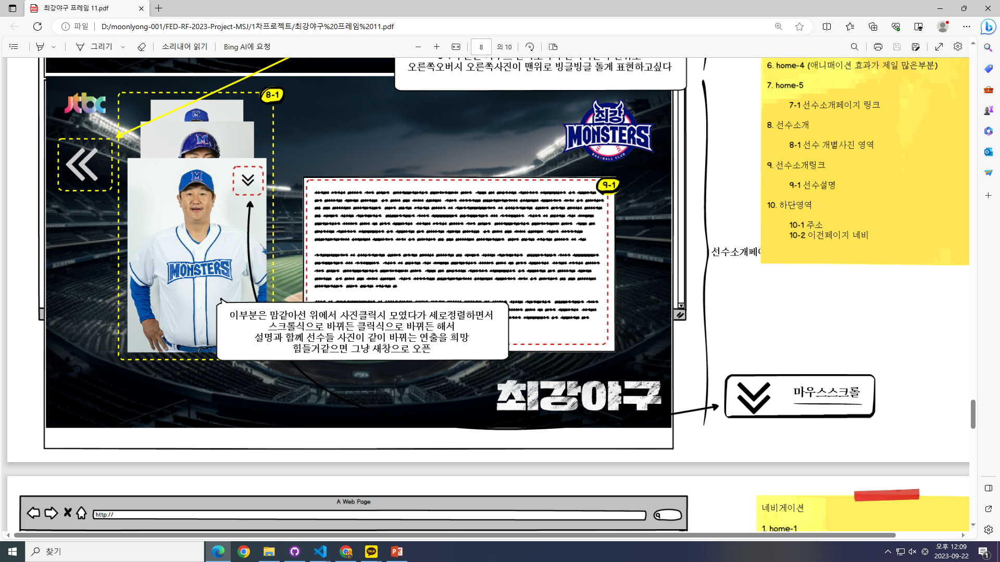 최강야구 프레임 11.pdf
파일
D:/moonlyong-001/FED-RF-2023-Project-MSJ/1차프로젝트/최강야구%20프레임%2011.pdf
그리기
소리내어 읽기
Bing AI에 요청
8
의 10
오른쪽오버시 오른쪽사진이 맨위로 빙글빙글 돌게 표현하고싶다
jtbc
8-1
최강
MONSTERS
BASEBALL CLUB
M
M
M
MONSTERS
9-1
이부분은 맘같아선 위에서 사진클릭시 모였다가 세로정렬하면서
스크롤식으로 바뀌든 클릭식으로 바뀌든 해서
설명과 함께 선수들 사진이 같이 바뀌는 연출을 희망
힘들거같으면 그냥 새창으로 오픈
최강야구
선수소개페
마우스스크롤
6. home-4 (애니매이션 효과가 제일 많은부분)
7. home-5
7-1 선수소개페이지 링크
8. 선수소개
8-1 선수 개별사진 영역
9. 선수소개링크
9-1 선수설명
10. 하단영역
10-1 주소
10-2 이전페이지 네비
A Web Page
http://
네비게이션
1. home-1
찾기
TALK
오후 12:09
2023-09-22
1